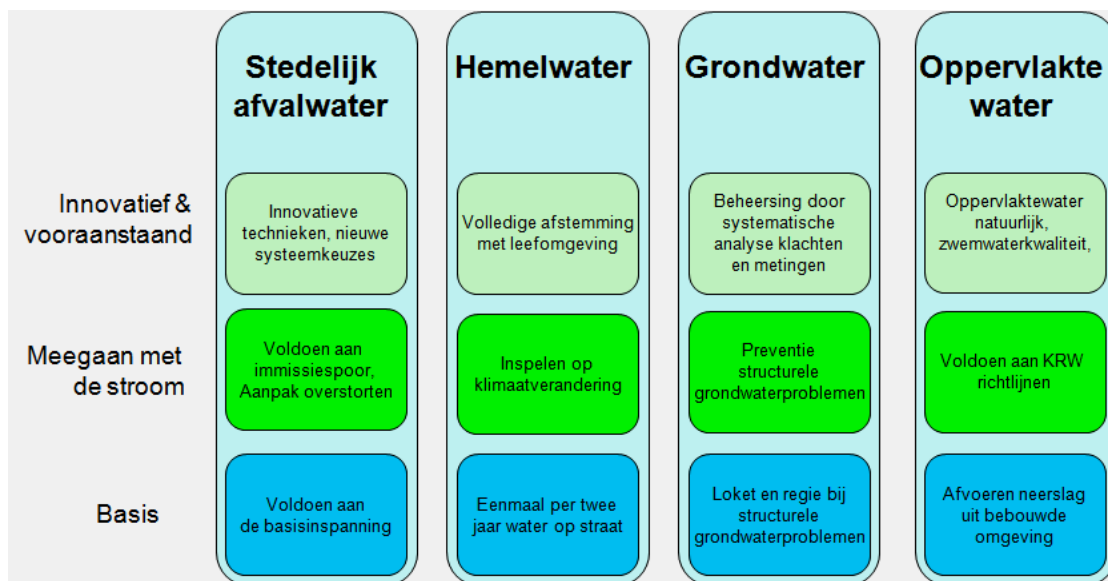 Stedelijk
afvalwater
Hemelwater
Grondwater
Oppervlakte
water
Innovatief &
vooraanstaand
Innovatieve
technieken, nieuwe
systeemkeuzes
Volledige afstemming
met leefomgeving
Beheersing door
systematische
analyse klachten
en metingen
Oppervlaktewater
natuurlijk,
zwemwaterkwaliteit,
Meegaan met
de stroom
Voldoen aan
immissiespoor,
Aanpak overstorten
Inspelen op
klimaatverandering
Preventie
structurele
grondwaterproblemen
Voldoen aan KRW
richtlijnen
Basis
Voldoen aan
de basisinspanning
Eenmaal per twee
jaar water op straat
Loket en regie bij
structurele
grondwaterproblemen
Afvoeren neerslag
uit bebouwde
omgeving